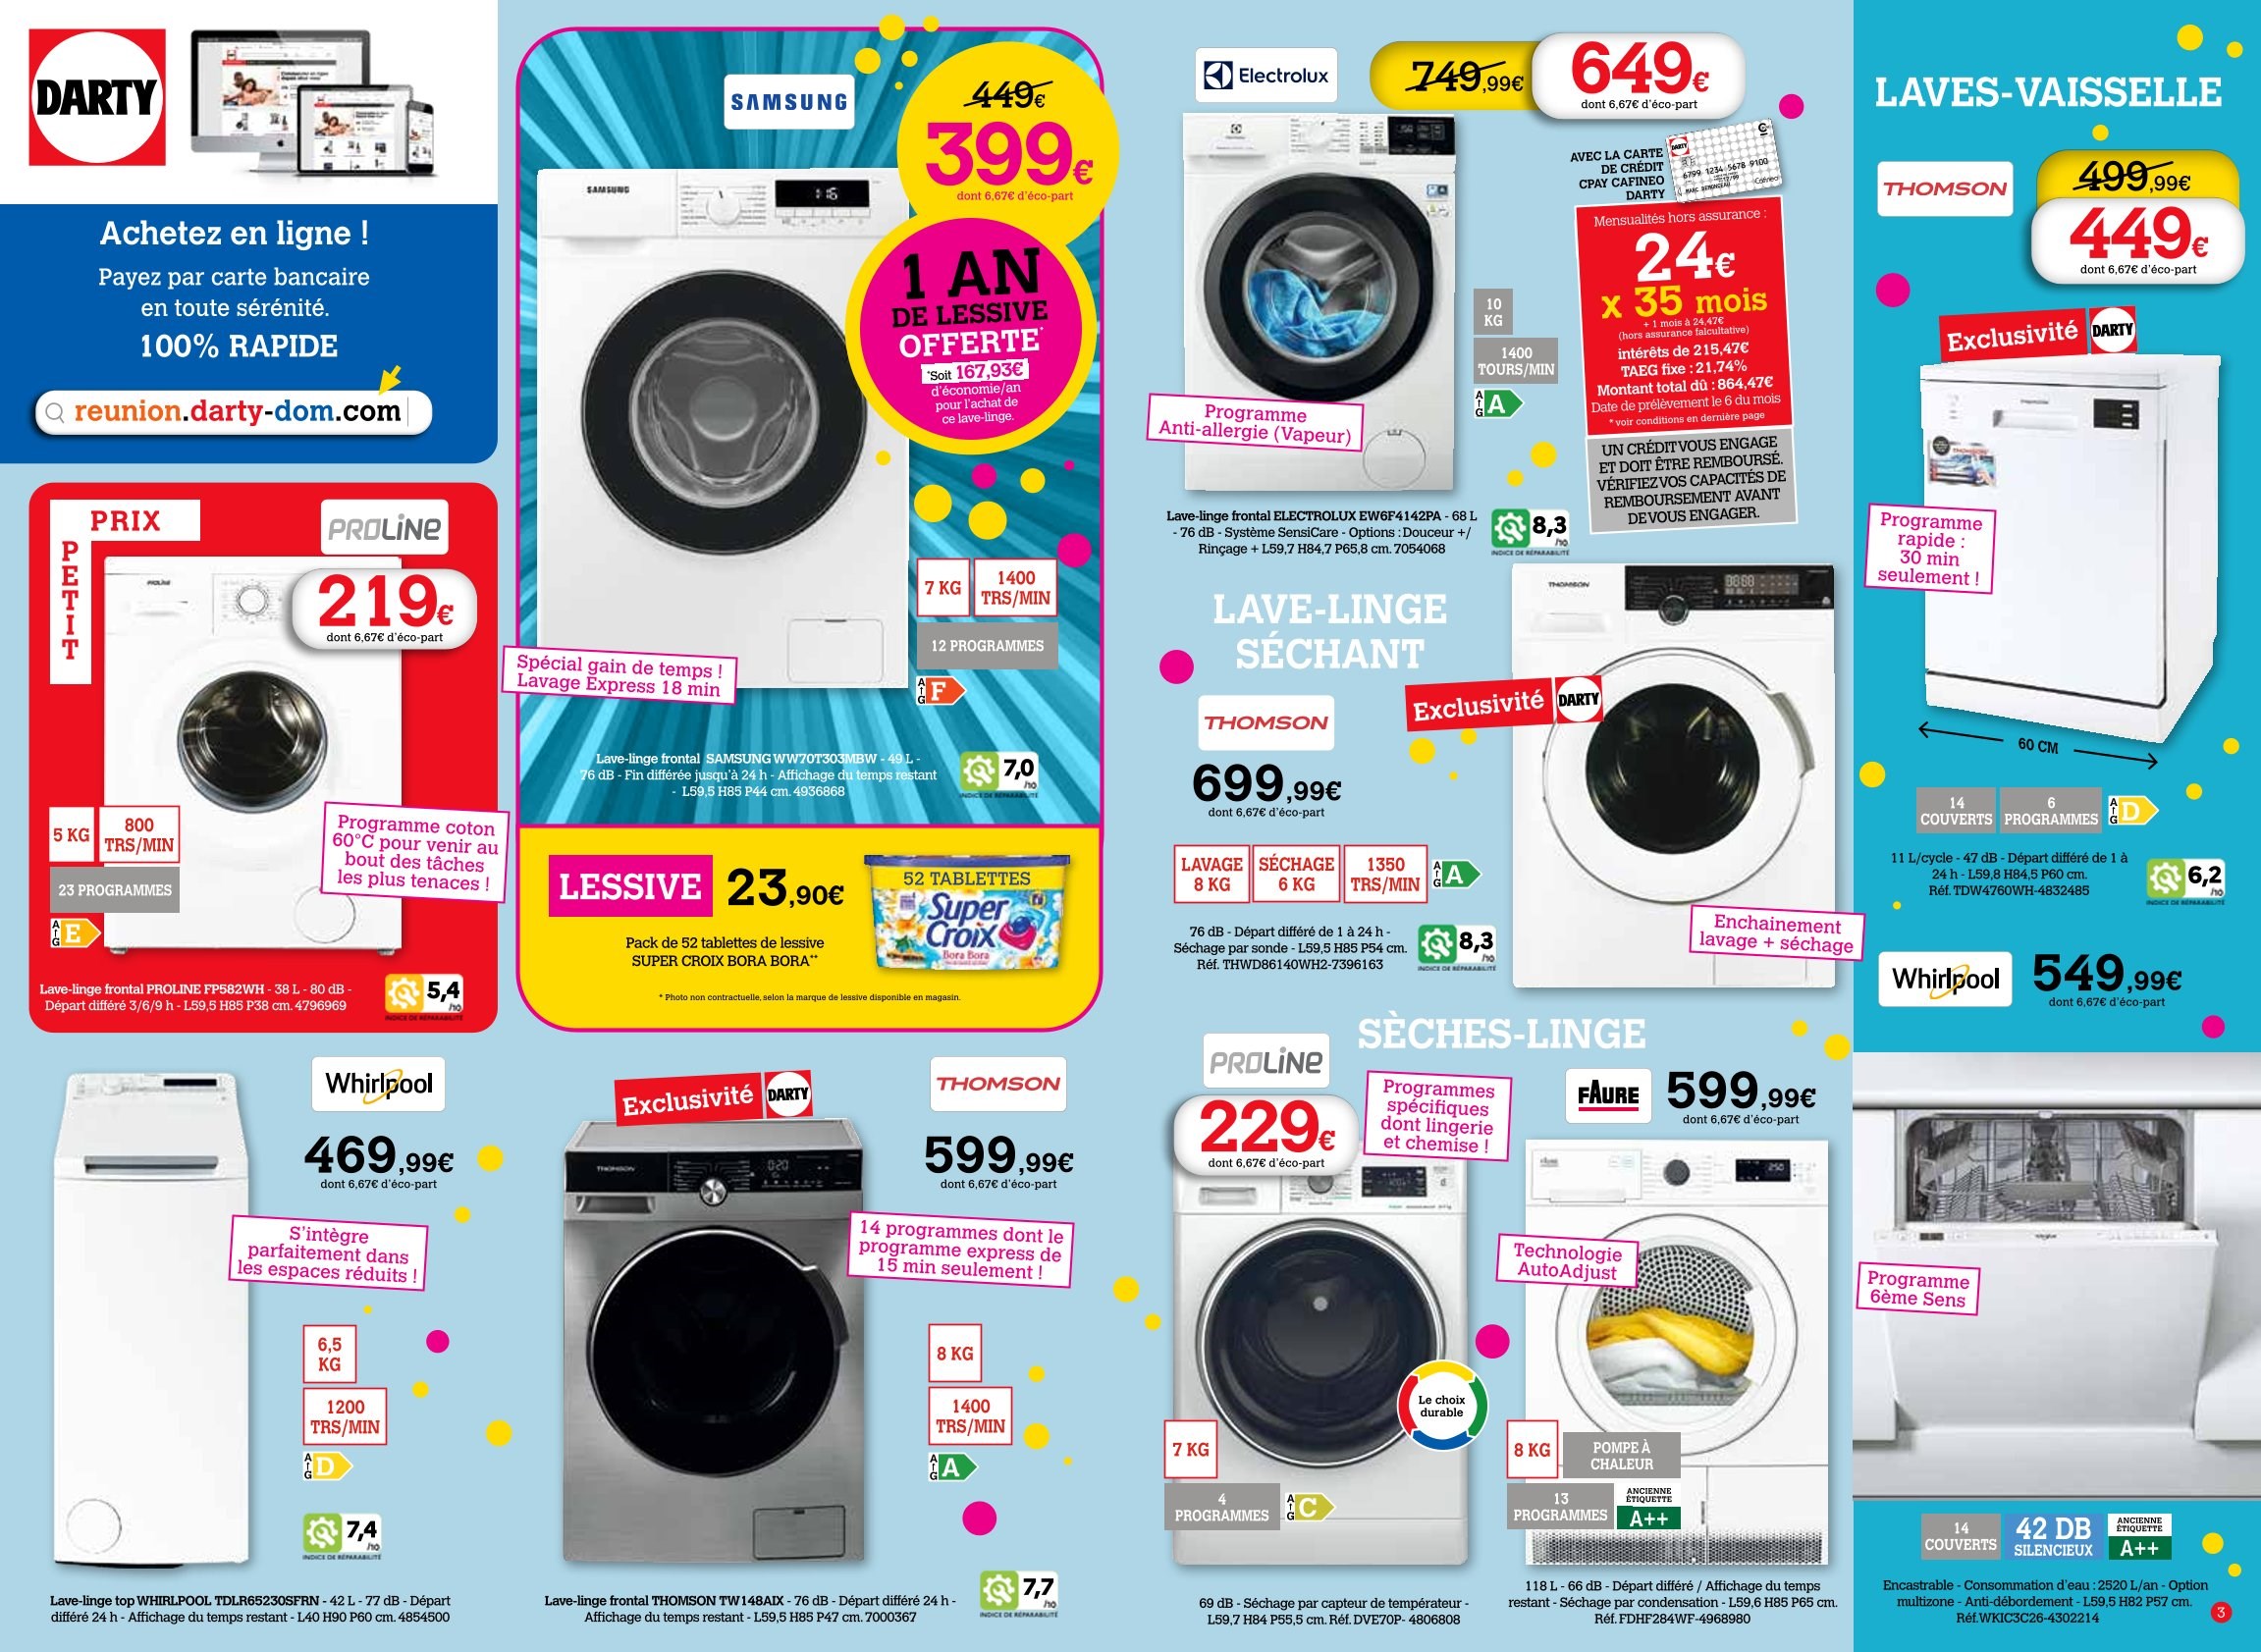 DARTY
Achetez en ligne !
Payez par carte bancaire
en toute sérénité.
100% RAPIDE
reunion.darty-dom.com
PRIX
PETIT
PROLINE
219€
dont 6,67€ d'éco-part
5 KG
800
TRS/MIN
23 PROGRAMMES
A
G
E
Programme coton
60°C pour venir au
bout des tâches
les plus tenaces !
Lave-linge frontal PROLINE FP582WH - 38 L - 80 dB -
Départ différé 3/6/9 h - L59,5 H85 P38 cm. 4796969
5,4
/10
INDICE DE RÉPARABILITÉ
SAMSUNG
449€
399€
dont 6,67€ d'éco-part
SAMSUNG
1 AN
DE LESSIVE
OFFERTE*
*Soit 167,93€
d'économie/an
pour l'achat de
ce lave-linge.
7 KG
1400
TRS/MIN
12 PROGRAMMES
A
G
F
Spécial gain de temps !
Lavage Express 18 min
Lave-linge frontal SAMSUNG WW70T303MBW - 49 L -
76 dB - Fin différée jusqu'à 24 h - Affichage du temps restant
- L59,5 H85 P44 cm. 4936868
7,0
/10
INDICE DE RÉPARABILITÉ
LESSIVE
23,90€
52 TABLETTES
Super
Croix
Bora Bora
Pack de 52 tablettes de lessive
SUPER CROIX BORA BORA**
* Photo non contractuelle, selon la marque de lessive disponible en magasin.
Electrolux
749,99€
649€
dont 6,67€ d'éco-part
AVEC LA CARTE
DE CRÉDIT
CPAY CAFINEO
DARTY
Mensualités hors assurance :
24€
x 35 mois
+ 1 mois à 24,47€
(hors assurance falcultative)
intérêts de 215,47€
TAEG fixe : 21,74%
Montant total dû : 864,47€
Date de prélèvement le 6 du mois
* voir conditions en dernière page
UN CRÉDIT VOUS ENGAGE
ET DOIT ÊTRE REMBOURSÉ.
VÉRIFIEZ VOS CAPACITÉS DE
REMBOURSEMENT AVANT
DE VOUS ENGAGER.
10
KG
1400
TOURS/MIN
A
G
A
Programme
Anti-allergie (Vapeur)
Lave-linge frontal ELECTROLUX EW6F4142PA - 68 L
- 76 dB - Système SensiCare - Options : Douceur +/
Rinçage + L59,7 H84,7 P65,8 cm. 7054068
8,3
/10
INDICE DE RÉPARABILITÉ
LAVE-LINGE
SÉCHANT
THOMSON
699,99€
dont 6,67€ d'éco-part
Exclusivité DARTY
THOMSON
LAVAGE
8 KG
SÉCHAGE
6 KG
1350
TRS/MIN
A
G
A
76 dB - Départ différé de 1 à 24 h -
Séchage par sonde - L59,5 H85 P54 cm.
Réf. THWD86140WH2-7396163
8,3
/10
INDICE DE RÉPARABILITÉ
Enchainement
lavage + séchage
LAVES-VAISSELLE
THOMSON
499,99€
449€
dont 6,67€ d'éco-part
Exclusivité DARTY
Programme
rapide :
30 min
seulement !
60 CM
14
COUVERTS
6
PROGRAMMES
A
G
D
11 L/cycle - 47 dB - Départ différé de 1 à
24 h - L59,8 H84,5 P60 cm.
Réf. TDW4760WH-4832485
6,2
/10
INDICE DE RÉPARABILITÉ
Whirlpool
549,99€
dont 6,67€ d'éco-part
Programme
6ème Sens
14
COUVERTS
42 DB
SILENCIEUX
ANCIENNE
ÉTIQUETTE
A++
Encastrable - Consommation d'eau : 2520 L/an - Option
multizone - Anti-débordement - L59,5 H82 P57 cm.
Réf. WKIC3C26-4302214
3
Whirlpool
469,99€
dont 6,67€ d'éco-part
S'intègre
parfaitement dans
les espaces réduits !
6,5
KG
1200
TRS/MIN
A
G
D
7,4
/10
INDICE DE RÉPARABILITÉ
Lave-linge top WHIRLPOOL TDLR65230SFRN - 42 L - 77 dB - Départ
différé 24 h - Affichage du temps restant - L40 H90 P60 cm. 4854500
Exclusivité DARTY
THOMSON
599,99€
dont 6,67€ d'éco-part
THOMSON
14 programmes dont le
programme express de
15 min seulement !
8 KG
1400
TRS/MIN
A
G
A
7,7
/10
INDICE DE RÉPARABILITÉ
Lave-linge frontal THOMSON TW148AIX - 76 dB - Départ différé 24 h -
Affichage du temps restant - L59,5 H85 P47 cm. 7000367
SÈCHES-LINGE
PROLINE
229€
dont 6,67€ d'éco-part
Programmes
spécifiques
dont lingerie
et chemise !
Le choix
durable
7 KG
4
PROGRAMMES
A
G
C
69 dB - Séchage par capteur de températeur -
L59,7 H84 P55,5 cm. Réf. DVE70P- 4806808
FAURE
599,99€
dont 6,67€ d'éco-part
Technologie
AutoAdjust
8 KG
POMPE À
CHALEUR
13
PROGRAMMES
ANCIENNE
ÉTIQUETTE
A++
118 L - 66 dB - Départ différé / Affichage du temps
restant - Séchage par condensation - L59,6 H85 P65 cm.
Réf. FDHF284WF-4968980